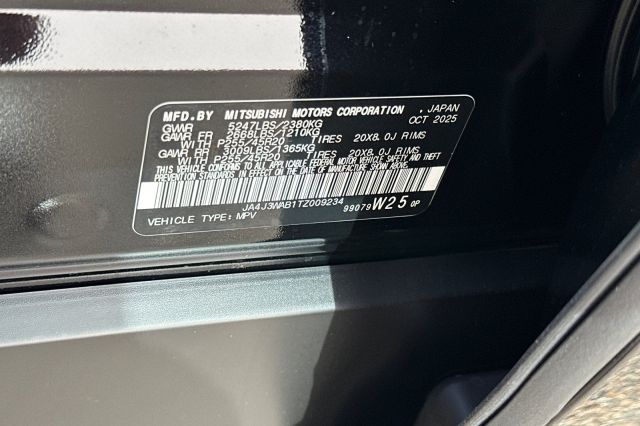 MFD.BY MITSUBISHI MOTORS CORPORATION , JAPAN
GVWR 5247LBS/2380KG OCT 2025
GAWR FR 2668LBS/1210KG
WITH P255/45R20 TIRES 20X8.0J RIMS
GAWR RR 3009LBS/1365KG
WITH P255/45R20 TIRES 20X8.0J RIMS
THIS VEHICLE CONFORMS TO ALL APPLICABLE FEDERAL MOTOR VEHICLE SAFETY, AND THEFT
PREVENTION STANDARDS IN EFFECT ON THE DATE OF MANUFACTURE SHOWN ABOVE.
JA4J3WAB1TZ009234 99079 W25 0P
VEHICLE TYPE: MPV